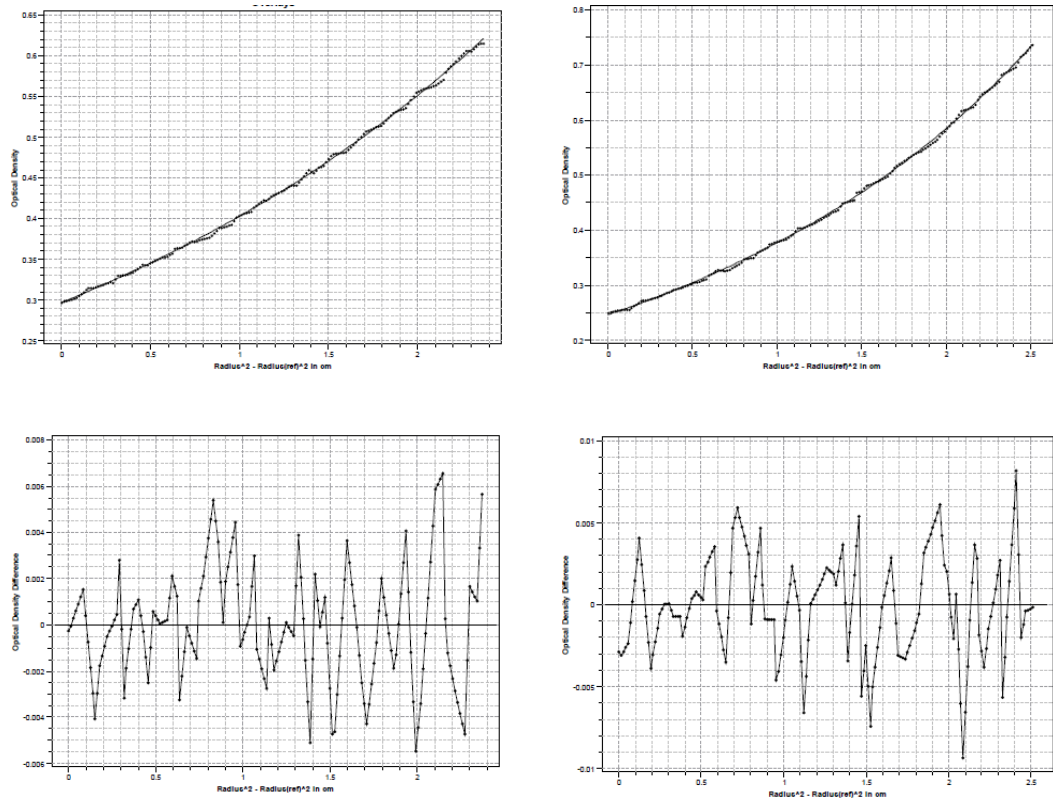 0.65
0.6
0.55
0.5
0.45
0.4
0.35
0.3
0.25
Optical Density
0 0.5 1 1.5 2
Radius^2 - Radius(ref)^2 in cm
0.8
0.7
0.6
0.5
0.4
0.3
0.2
Optical Density
0 0.5 1 1.5 2 2.5
Radius^2 - Radius(ref)^2 in cm
0.008
0.006
0.004
0.002
0
-0.002
-0.004
-0.006
Optical Density Difference
0 0.5 1 1.5 2
Radius^2 - Radius(ref)^2 in cm
0.01
0.005
0
-0.005
-0.01
Optical Density Difference
0 0.5 1 1.5 2 2.5
Radius^2 - Radius(ref)^2 in cm